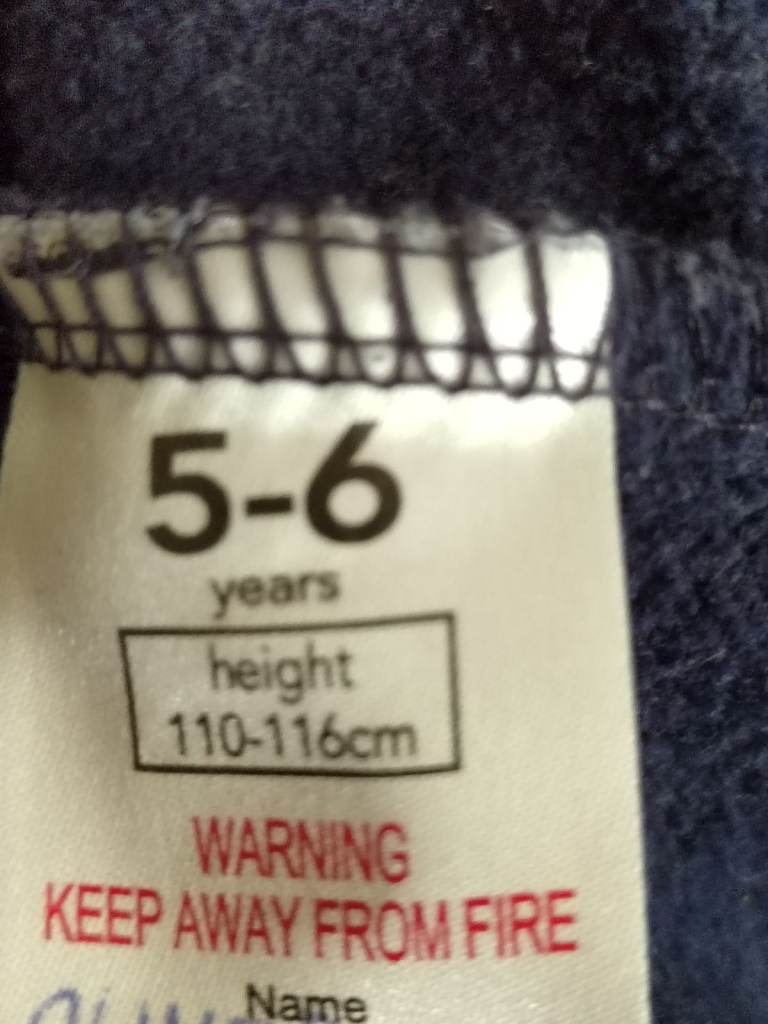 5-6
years
height
110-116cm
WARNING
KEEP AWAY FROM FIRE
Name